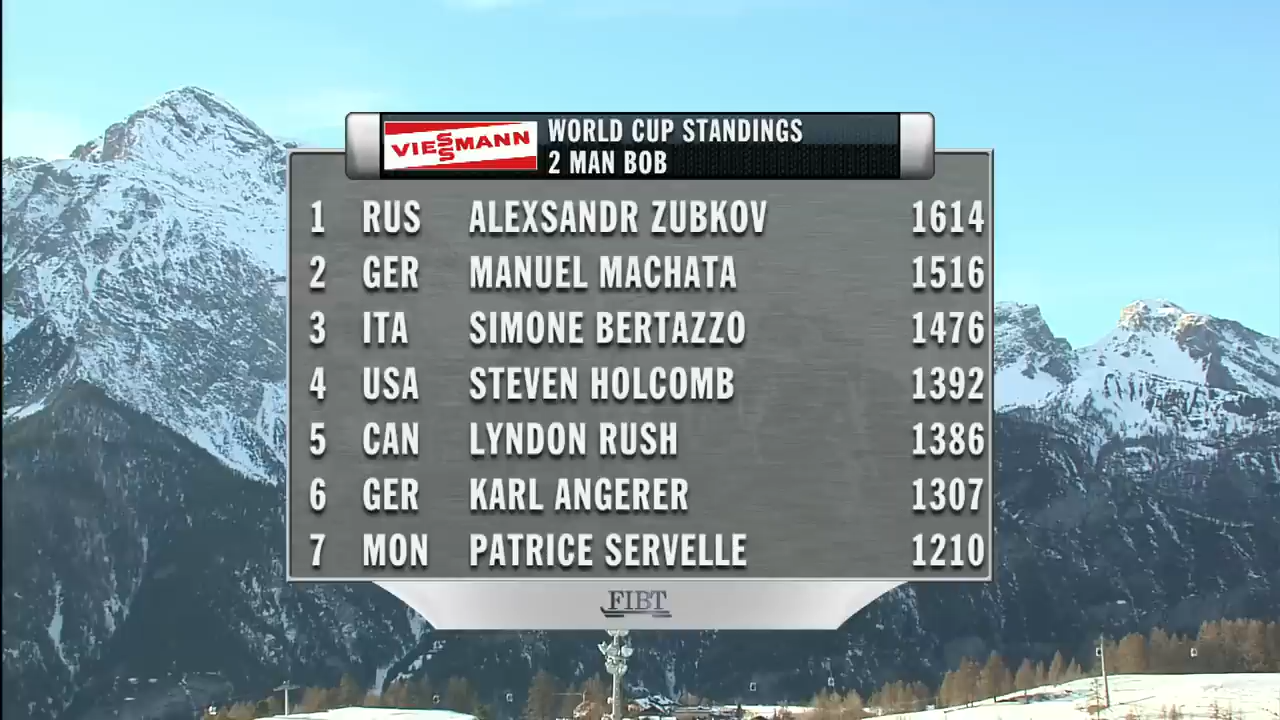 VIESSMANN
WORLD CUP STANDINGS
2 MAN BOB
1 RUS ALEXSANDR ZUBKOV 1614
2 GER MANUEL MACHATA 1516
3 ITA SIMONE BERTAZZO 1476
4 USA STEVEN HOLCOMB 1392
5 CAN LYNDON RUSH 1386
6 GER KARL ANGERER 1307
7 MON PATRICE SERVELLE 1210
FIBT